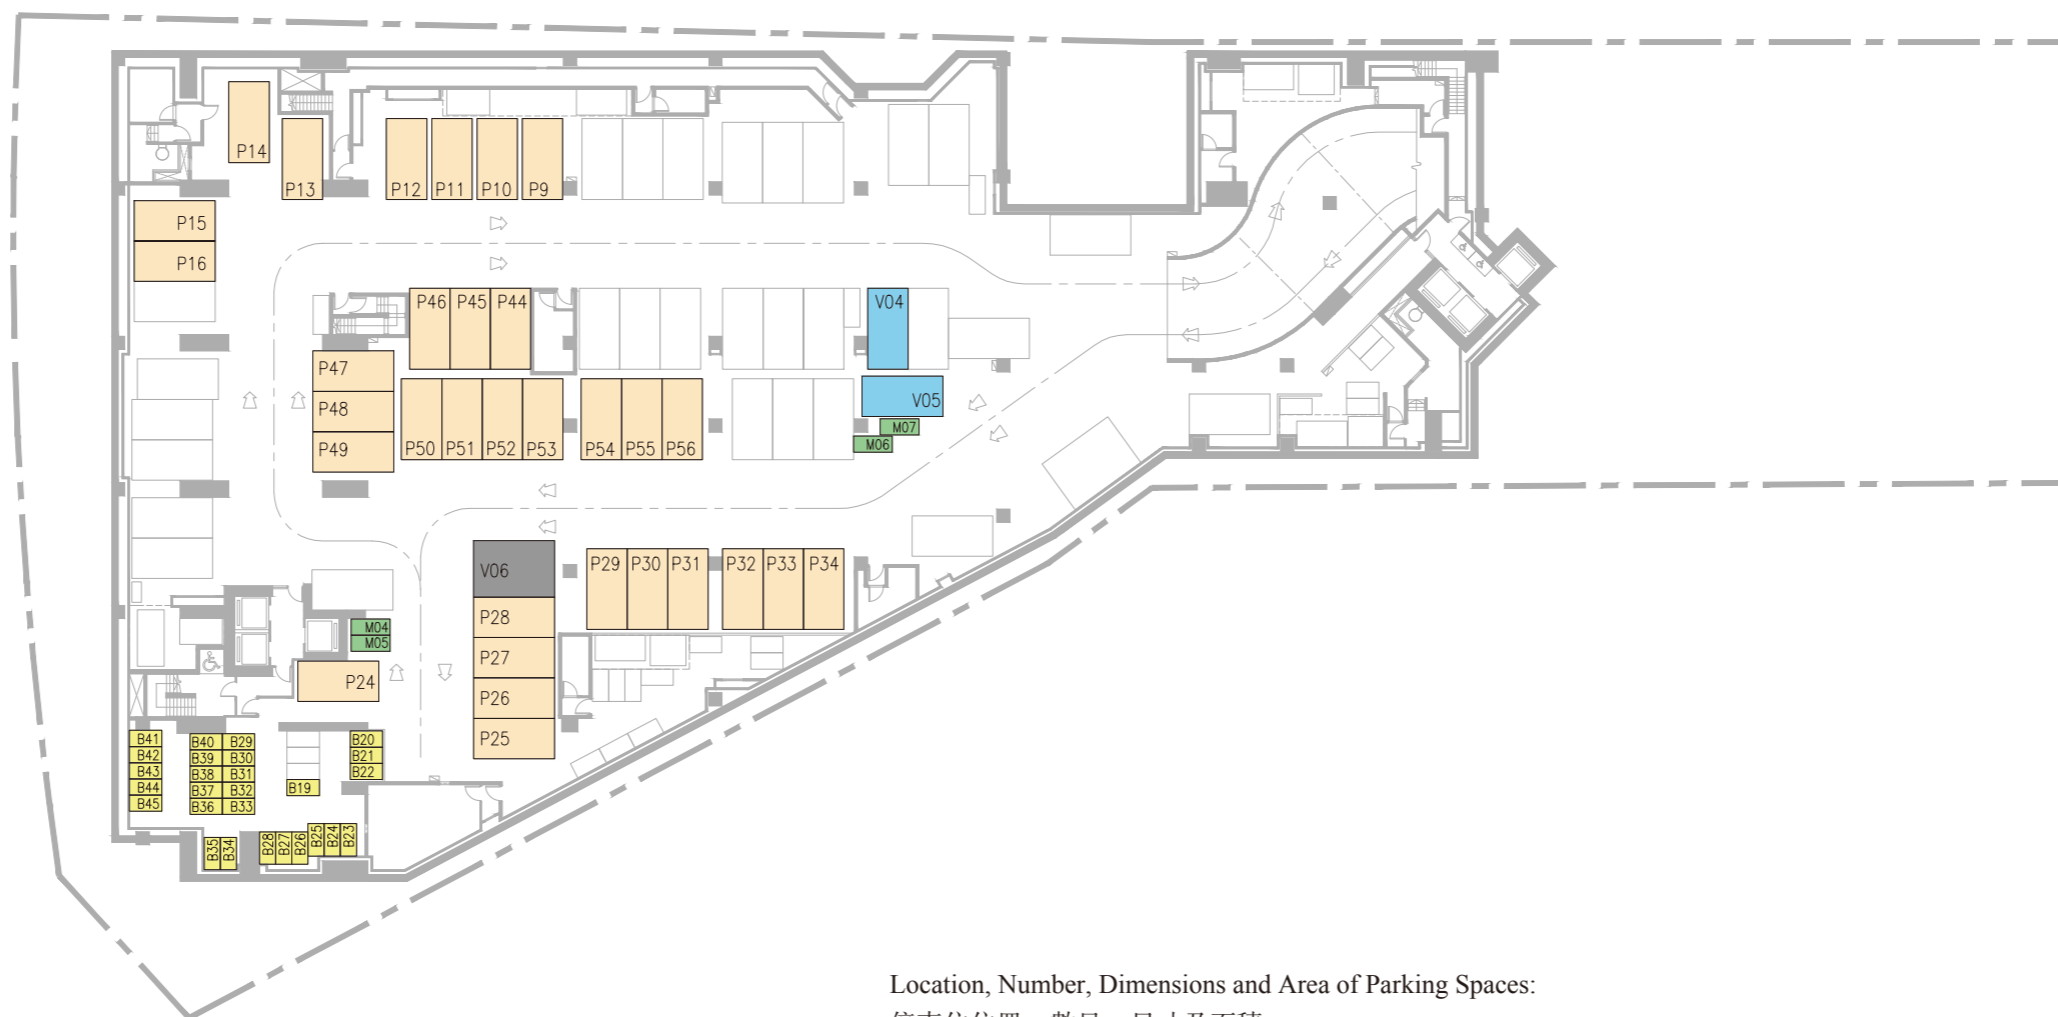 P14
P13
P12 P11 P10 P9
P15
P16
P46 P45 P44
V04
P47
P48
P49
V05
M07
M06
P50 P51 P52 P53 P54 P55 P56
V06
P29 P30 P31 P32 P33 P34
P28
P27
P26
P25
M04
M05
P24
B41 B40 B29 B20
B42 B39 B30 B21
B43 B38 B31 B22
B44 B37 B32 B19
B45 B36 B33
B35 B34 B28 B27 B26 B25 B24 B23
Location, Number, Dimensions and Area of Parking Spaces: